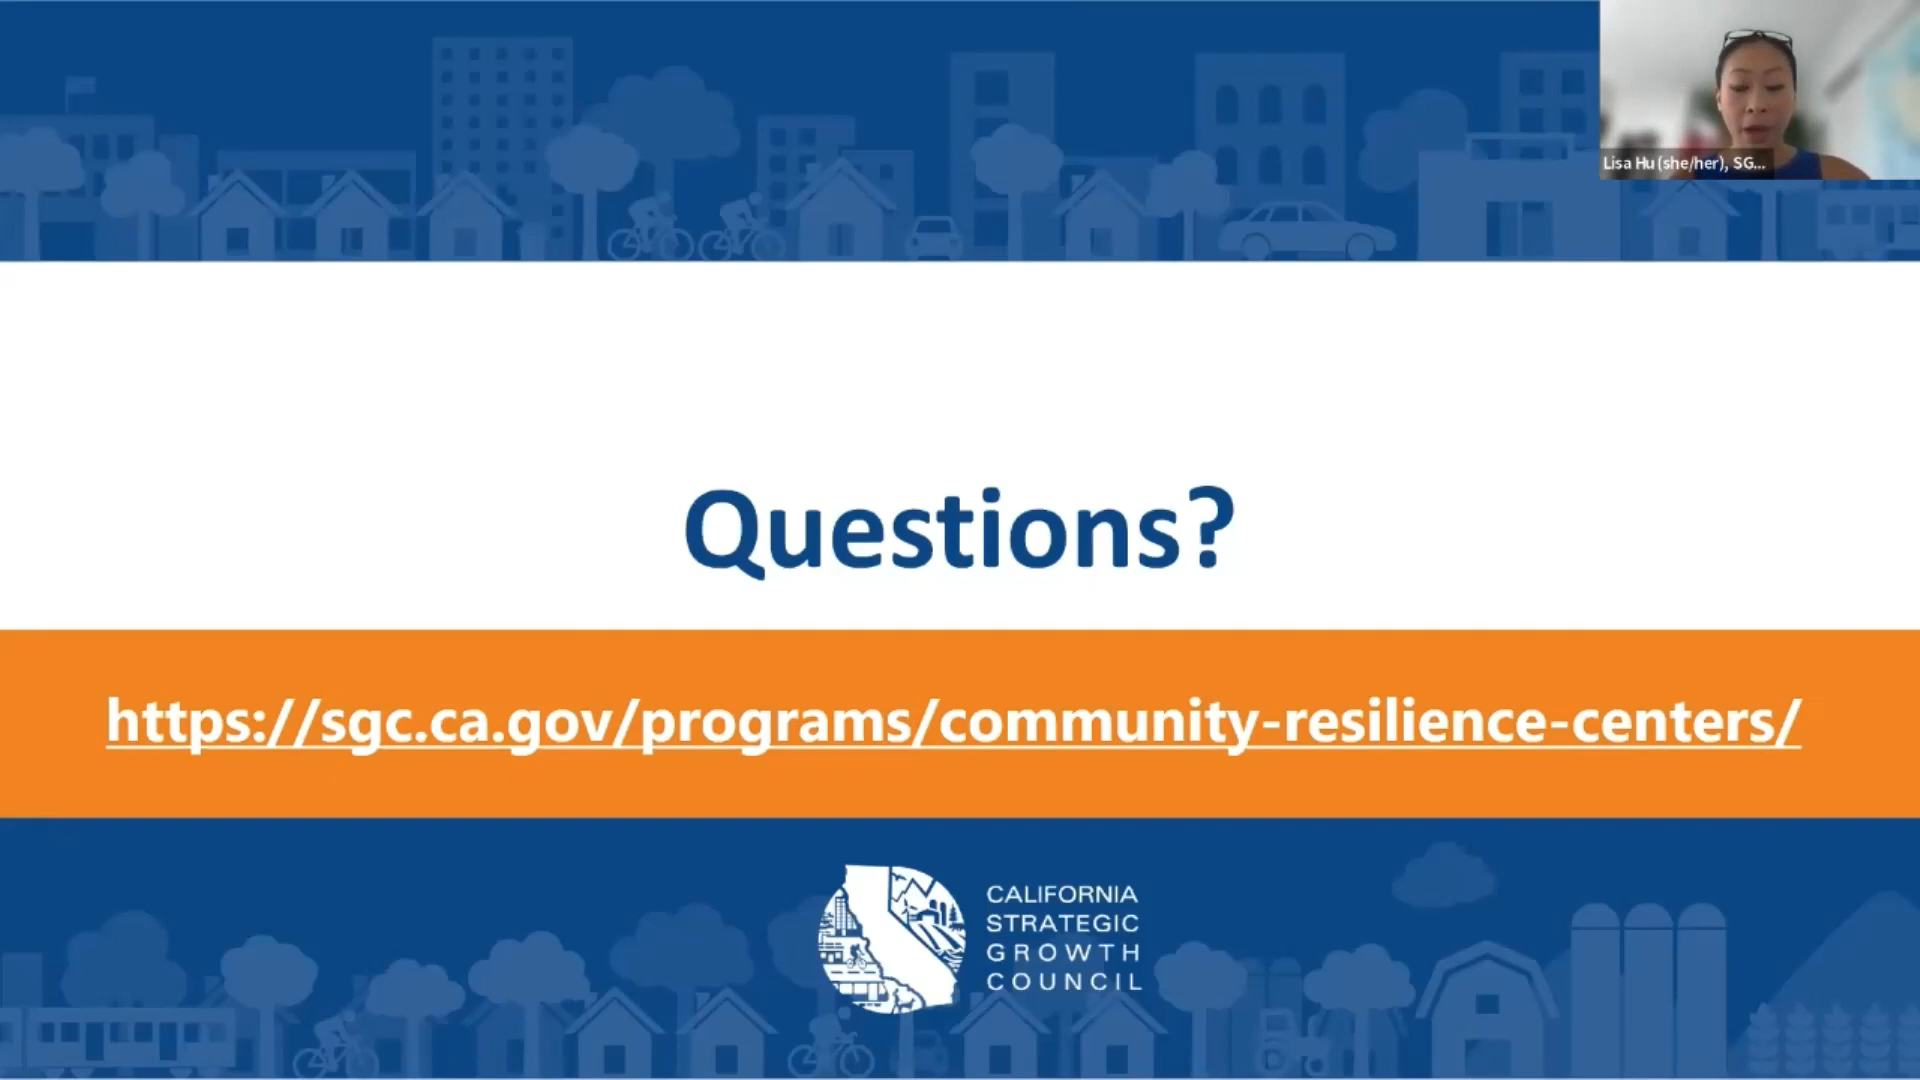 Lisa Hu (she/her), SG...
Questions?
https://sgc.ca.gov/programs/community-resilience-centers/
CALIFORNIA
STRATEGIC
GROWTH
COUNCIL